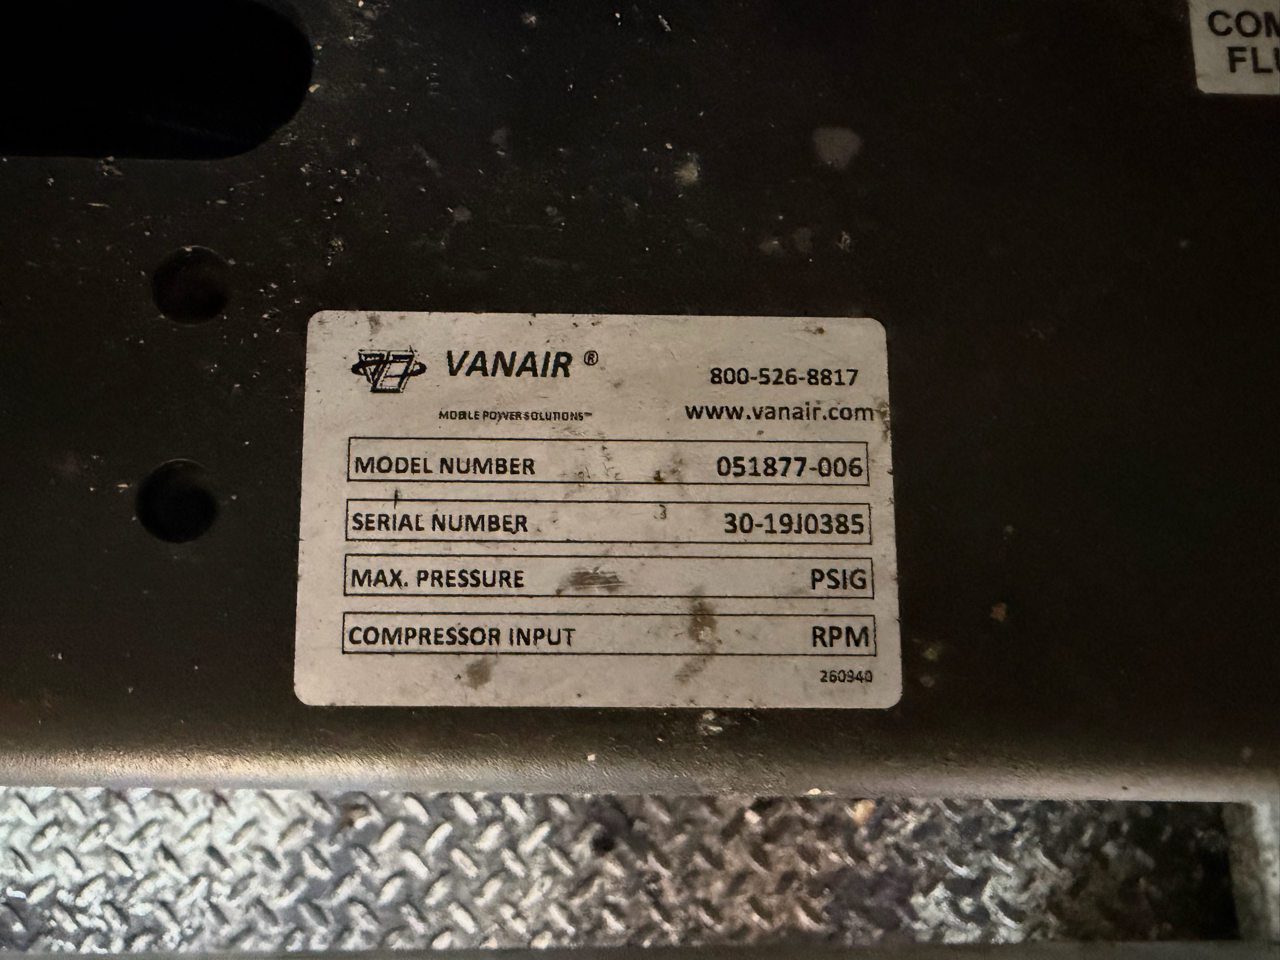 COM
FLU
VANAIR ®
800-526-8817
MOBILE POWER SOLUTIONS™
www.vanair.com
MODEL NUMBER 051877-006
SERIAL NUMBER 30-19J0385
MAX. PRESSURE PSIG
COMPRESSOR INPUT RPM
260940